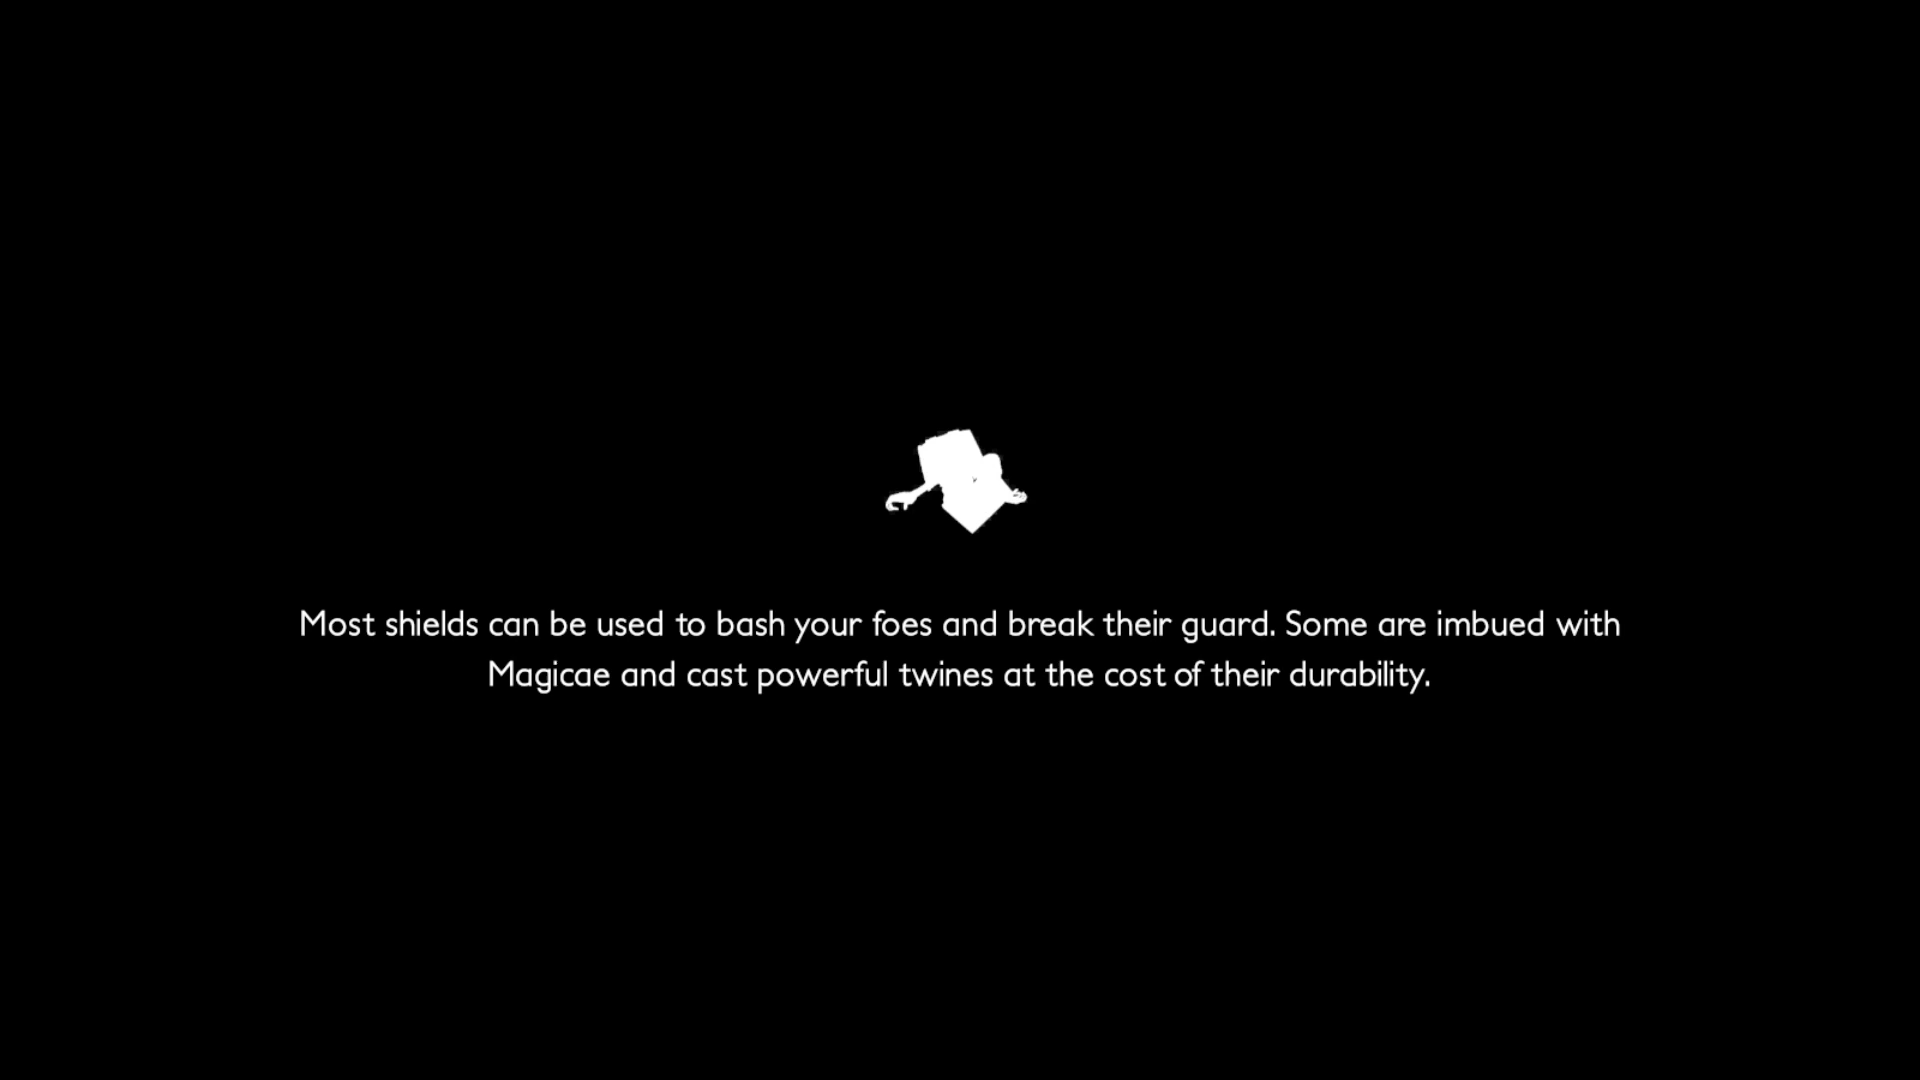 Most shields can be used to bash your foes and break their guard. Some are imbued with
Magicae and cast powerful twines at the cost of their durability.